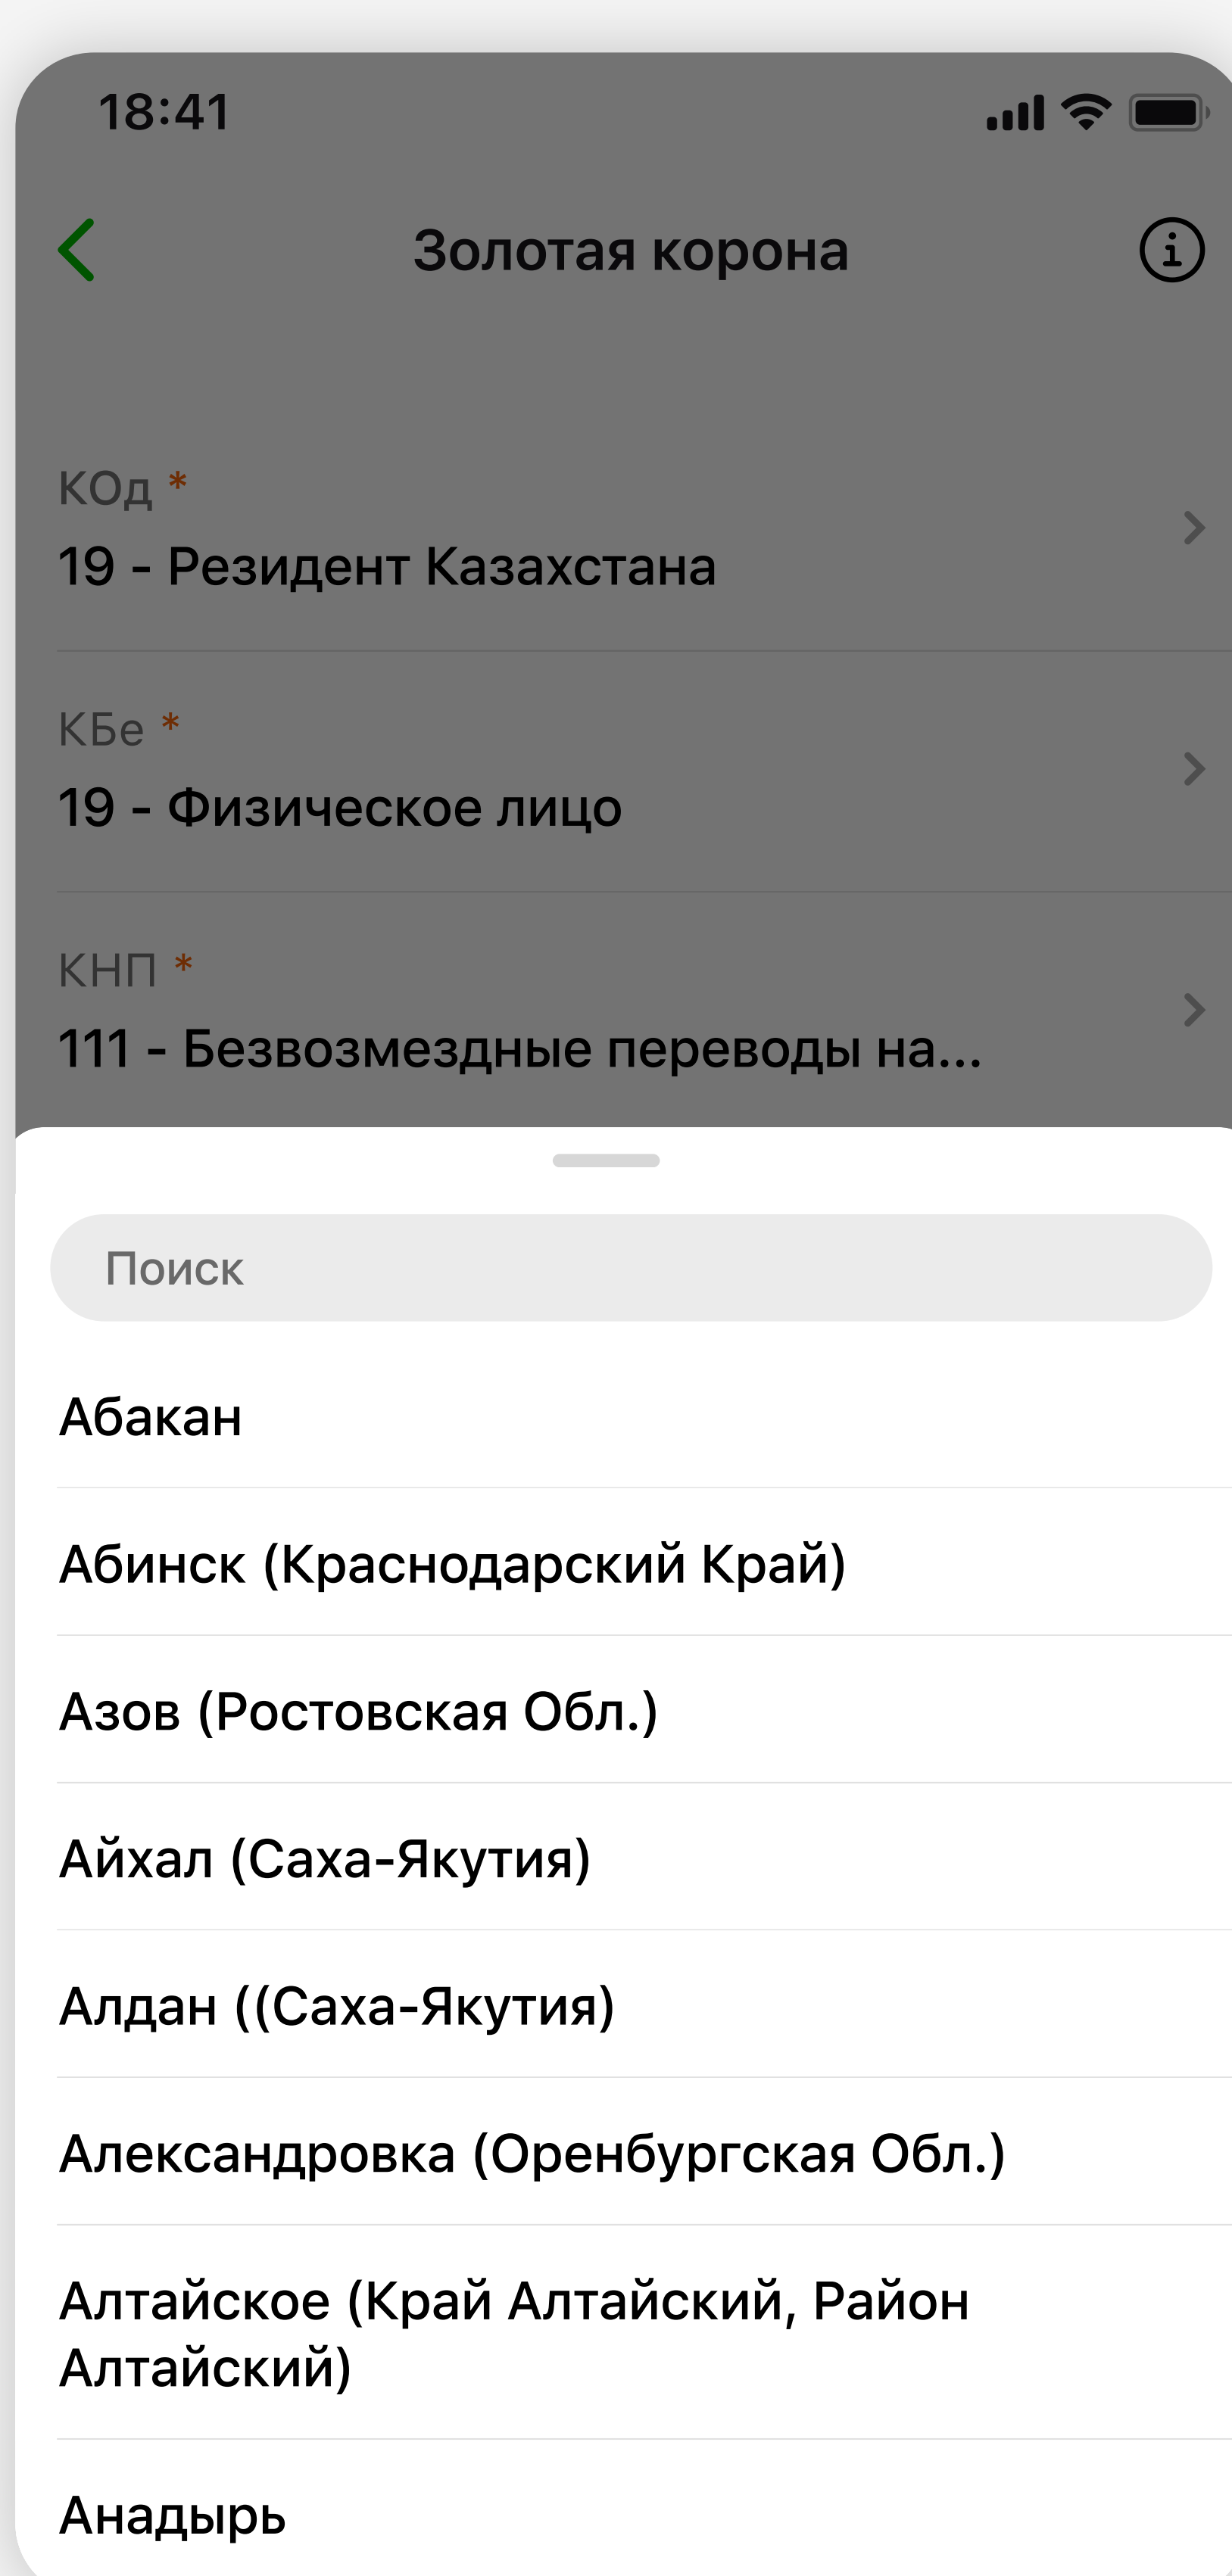 18:41
Золотая корона
КОд *
19 - Резидент Казахстана
КБе *
19 - Физическое лицо
КНП *
111 - Безвозмездные переводы на...
Поиск
Абакан
Абинск (Краснодарский Край)
Азов (Ростовская Обл.)
Айхал (Саха-Якутия)
Алдан ((Саха-Якутия)
Александровка (Оренбургская Обл.)
Алтайское (Край Алтайский, Район
Алтайский)
Анадырь